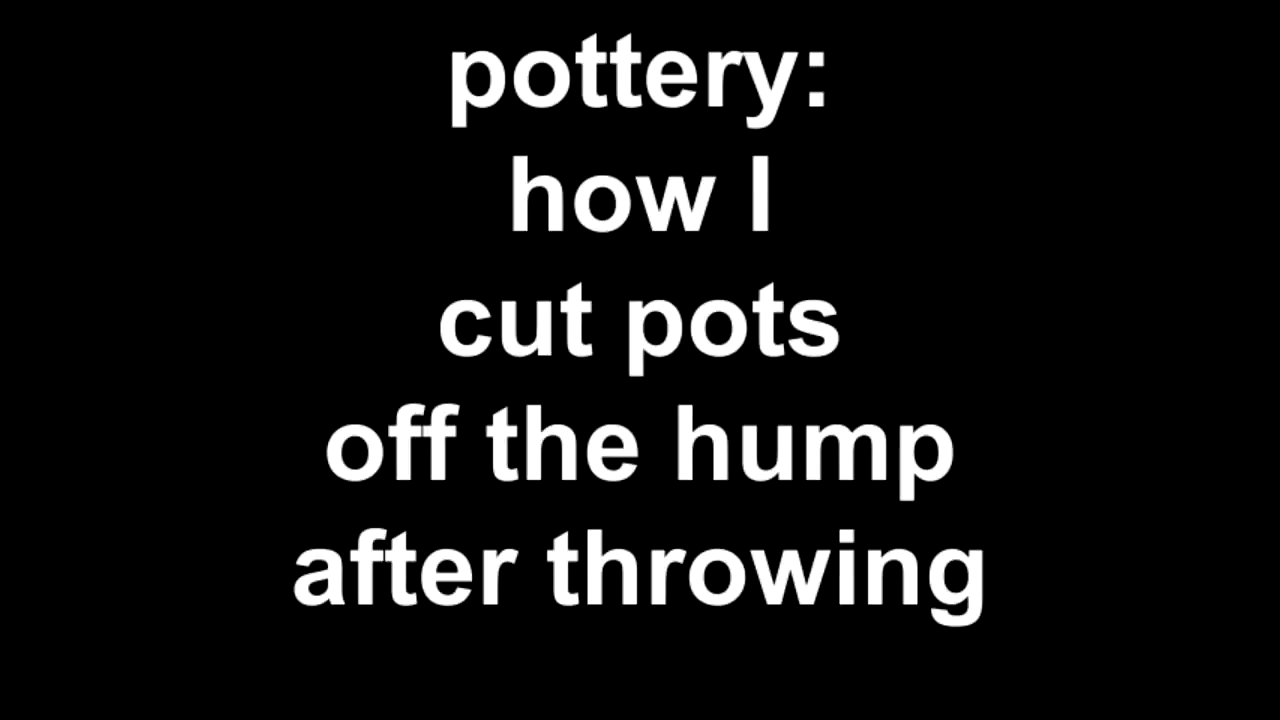 pottery:
how I
cut pots
off the hump
after throwing